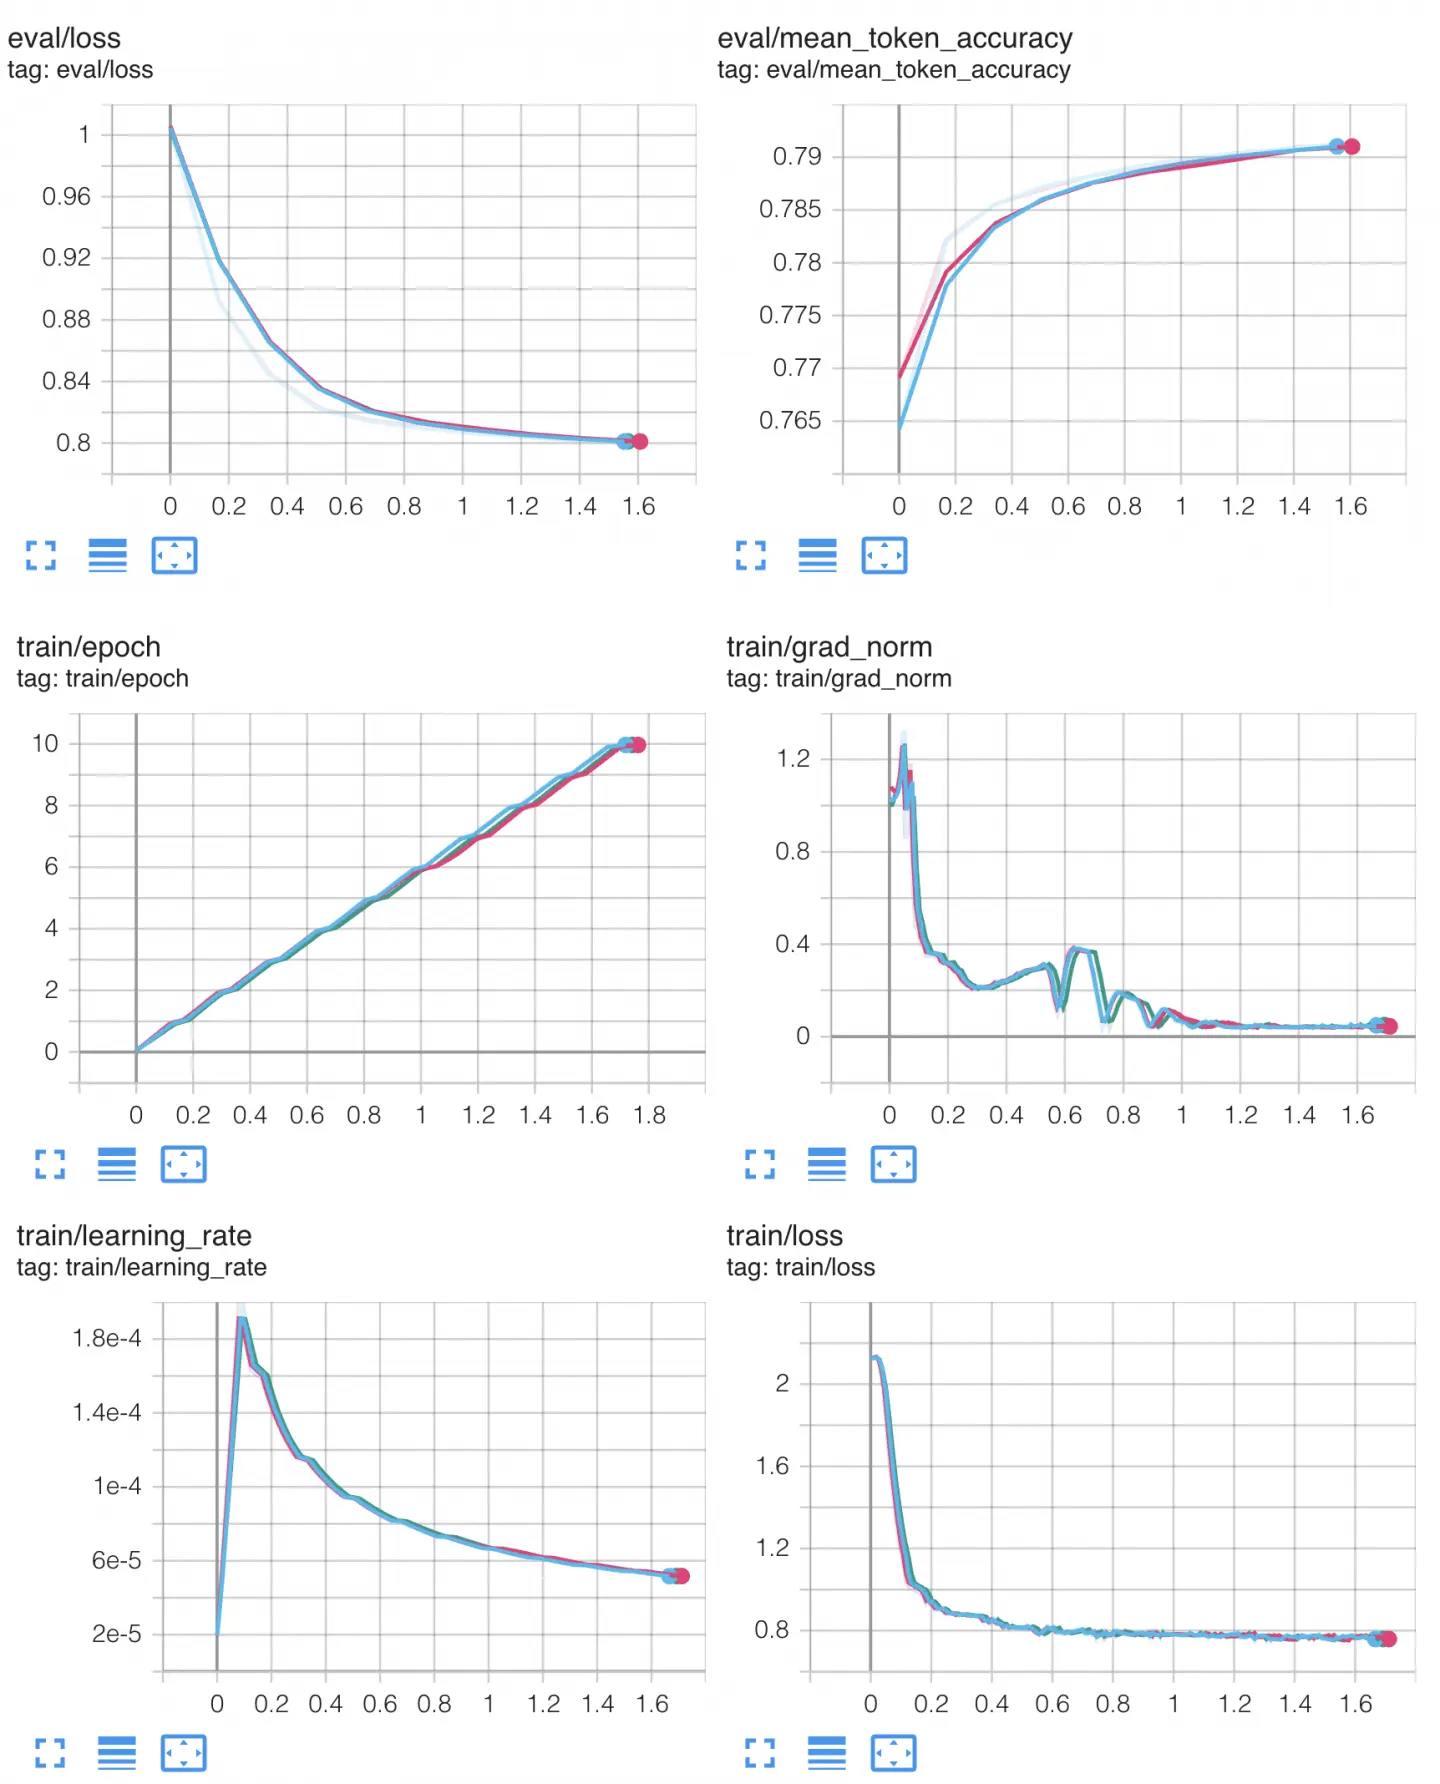 eval/loss
tag: eval/loss
1
0.96
0.92
0.88
0.84
0.8
0 0.2 0.4 0.6 0.8 1 1.2 1.4 1.6
eval/mean_token_accuracy
tag: eval/mean_token_accuracy
0.79
0.785
0.78
0.775
0.77
0.765
0 0.2 0.4 0.6 0.8 1 1.2 1.4 1.6
train/epoch
tag: train/epoch
10
8
6
4
2
0
0 0.2 0.4 0.6 0.8 1 1.2 1.4 1.6 1.8
train/grad_norm
tag: train/grad_norm
1.2
0.8
0.4
0
0 0.2 0.4 0.6 0.8 1 1.2 1.4 1.6
train/learning_rate
tag: train/learning_rate
1.8e-4
1.4e-4
1e-4
6e-5
2e-5
0 0.2 0.4 0.6 0.8 1 1.2 1.4 1.6
train/loss
tag: train/loss
2
1.6
1.2
0.8
0 0.2 0.4 0.6 0.8 1 1.2 1.4 1.6